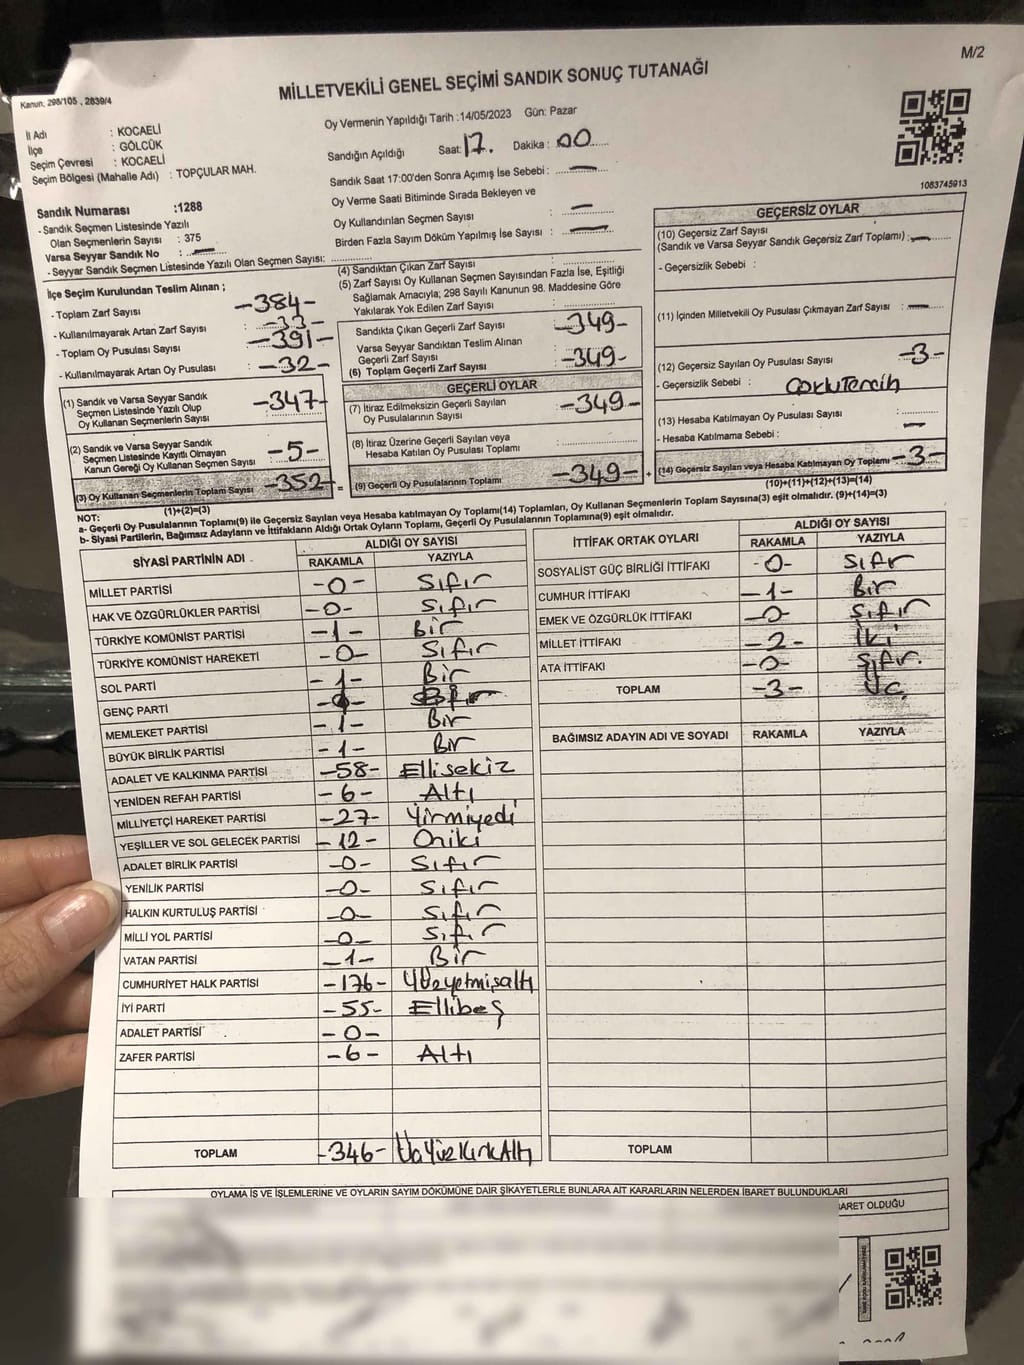 M/2
Kanun, 298/105 , 2839/4
MİLLETVEKİLİ GENEL SEÇİMİ SANDIK SONUÇ TUTANAĞI
İl Adı : KOCAELİ
İlçe : GÖLCÜK
Seçim Çevresi : KOCAELİ
Seçim Bölgesi (Mahalle Adı) : TOPÇULAR MAH.
Oy Vermenin Yapıldığı Tarih :14/05/2023 Gün: Pazar
Sandığın Açıldığı Saat: 17. Dakika : 00
Sandık Saat 17:00'den Sonra Açımış İse Sebebi : —
Oy Verme Saati Bitiminde Sırada Bekleyen ve
Oy Kullandırılan Seçmen Sayısı : —
Birden Fazla Sayım Döküm Yapılmış İse Sayısı : —
1083745913
Sandık Numarası :1288
- Sandık Seçmen Listesinde Yazılı
Olan Seçmenlerin Sayısı : 375
Varsa Seyyar Sandık No : —
- Seyyar Sandık Seçmen Listesinde Yazılı Olan Seçmen Sayısı:
İlçe Seçim Kurulundan Teslim Alınan ;
- Toplam Zarf Sayısı : -384-
- Kullanılmayarak Artan Zarf Sayısı : -33-
- Toplam Oy Pusulası Sayısı : -391-
- Kullanılmayarak Artan Oy Pusulası : -32-
(1) Sandık ve Varsa Seyyar Sandık
Seçmen Listesinde Yazılı Olup
Oy Kullanan Seçmenlerin Sayısı : -347-
(2) Sandık ve Varsa Seyyar Sandık
Seçmen Listesinde Kayıtlı Olmayan
Kanun Gereği Oy Kullanan Seçmen Sayısı : -5-
(3) Oy Kullanan Seçmenlerin Toplam Sayısı -352-
(1)+(2)=(3)
(4) Sandıktan Çıkan Zarf Sayısı :
(5) Zarf Sayısı Oy Kullanan Seçmen Sayısından Fazla İse, Eşitliği
Sağlamak Amacıyla; 298 Sayılı Kanunun 98. Maddesine Göre
Yakılarak Yok Edilen Zarf Sayısı :
Sandıkta Çıkan Geçerli Zarf Sayısı : -349-
Varsa Seyyar Sandıktan Teslim Alınan
Geçerli Zarf Sayısı :
(6) Toplam Geçerli Zarf Sayısı : -349-
GEÇERLİ OYLAR
(7) İtiraz Edilmeksizin Geçerli Sayılan
Oy Pusulalarının Sayısı : -349-
(8) İtiraz Üzerine Geçerli Sayılan veya
Hesaba Katılan Oy Pusulası Toplamı :
= (9) Geçerli Oy Pusulalarının Toplamı : -349- +
GEÇERSİZ OYLAR
(10) Geçersiz Zarf Sayısı
(Sandık ve Varsa Seyyar Sandık Geçersiz Zarf Toplamı) : —
- Geçersizlik Sebebi :
(11) İçinden Milletvekili Oy Pusulası Çıkmayan Zarf Sayısı : —
(12) Geçersiz Sayılan Oy Pusulası Sayısı : -3-
- Geçersizlik Sebebi : Çoklu Tercih
(13) Hesaba Katılmayan Oy Pusulası Sayısı :
- Hesaba Katılmama Sebebi : —
(14) Geçersiz Sayılan veya Hesaba Katılmayan Oy Toplamı -3-
(10)+(11)+(12)+(13)=(14)
NOT:
a- Geçerli Oy Pusulalarının Toplamı(9) ile Geçersiz Sayılan veya Hesaba katılmayan Oy Toplamı(14) Toplamları, Oy Kullanan Seçmenlerin Toplam Sayısına(3) eşit olmalıdır. (9)+(14)=(3)
b- Siyasi Partilerin, Bağımsız Adayların ve İttifakların Aldığı Ortak Oyların Toplamı, Geçerli Oy Pusulalarının Toplamına(9) eşit olmalıdır.
SİYASİ PARTİNİN ADI ALDIĞI OY SAYISI
RAKAMLA YAZIYLA
MİLLET PARTİSİ -0- Sıfır
HAK VE ÖZGÜRLÜKLER PARTİSİ -0- Sıfır
TÜRKİYE KOMÜNİST PARTİSİ -1- Bir
TÜRKİYE KOMÜNİST HAREKETİ -0- Sıfır
SOL PARTİ -1- Bir
GENÇ PARTİ
MEMLEKET PARTİSİ -1- Bir
BÜYÜK BİRLİK PARTİSİ -1- Bir
ADALET VE KALKINMA PARTİSİ -58- Ellisekiz
YENİDEN REFAH PARTİSİ -6- Altı
MİLLİYETÇİ HAREKET PARTİSİ -27- Yirmiyedi
YEŞİLLER VE SOL GELECEK PARTİSİ -12- Oniki
ADALET BİRLİK PARTİSİ -0- Sıfır
YENİLİK PARTİSİ -0- Sıfır
HALKIN KURTULUŞ PARTİSİ -0- Sıfır
MİLLİ YOL PARTİSİ -0- Sıfır
VATAN PARTİSİ -1- Bir
CUMHURİYET HALK PARTİSİ -176- Yüzyetmişaltı
İYİ PARTİ -55- Ellibeş
ADALET PARTİSİ -0-
ZAFER PARTİSİ -6- Altı
TOPLAM -346- ÜçYüzKırkAltı
İTTİFAK ORTAK OYLARI ALDIĞI OY SAYISI
RAKAMLA YAZIYLA
SOSYALİST GÜÇ BİRLİĞİ İTTİFAKI -0- Sıfır
CUMHUR İTTİFAKI -1- Bir
EMEK VE ÖZGÜRLÜK İTTİFAKI -0- Sıfır
MİLLET İTTİFAKI -2- İki
ATA İTTİFAKI -0- Sıfır.
TOPLAM -3- Üç
BAĞIMSIZ ADAYIN ADI VE SOYADI RAKAMLA YAZIYLA
TOPLAM
OYLAMA İŞ VE İŞLEMLERİNE VE OYLARIN SAYIM DÖKÜMÜNE DAİR ŞİKAYETLERLE BUNLARA AİT KARARLARIN NELERDEN İBARET BULUNDUKLARI
BARET OLDUĞU